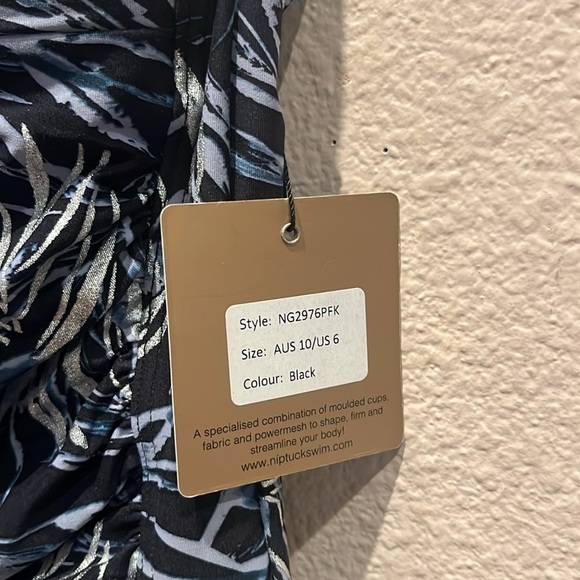 Style: NG2976PFK
Size: AUS 10/US 6
Colour: Black
A specialised combination of moulded cups,
fabric and powermesh to shape, firm and
streamline your body!
www.niptuckswim.com